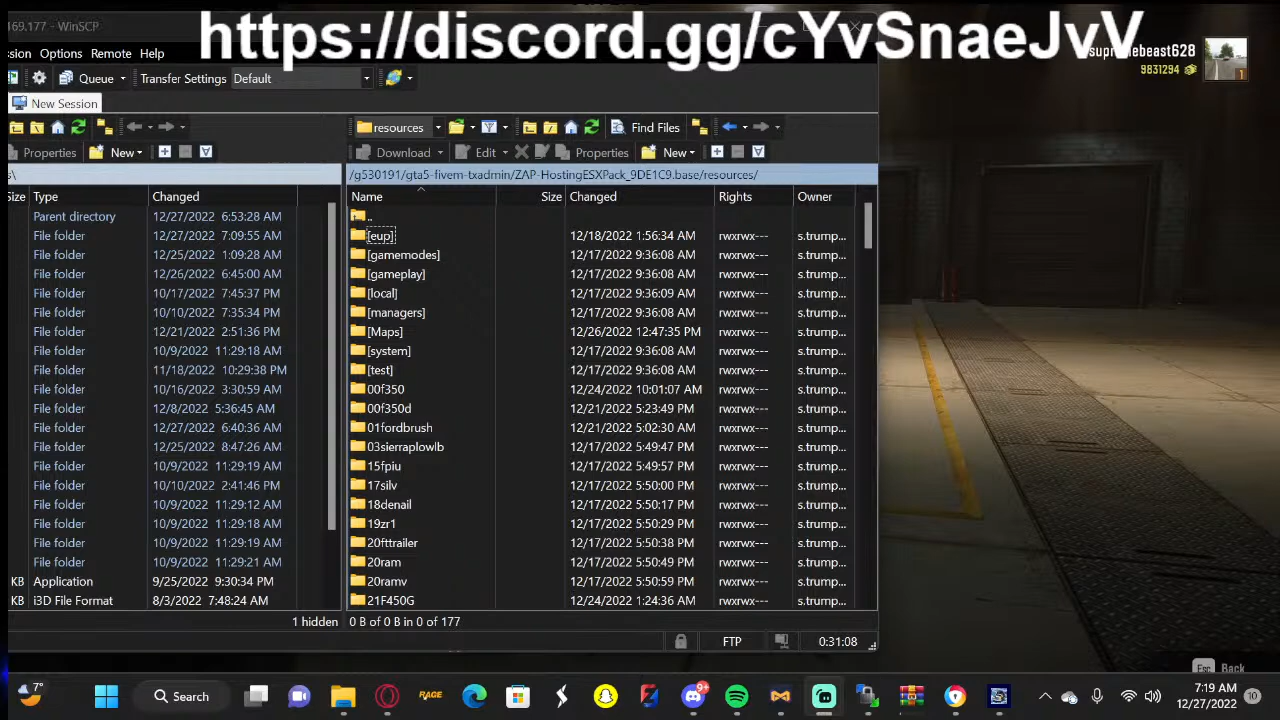 169.177 - WinSCP
https://discord.gg/cYvSnaeJvV
9831294
1
ssion Options Remote Help
Queue Transfer Settings Default
New Session
resources Find Files
Properties New Download Edit Properties New
s\ /g530191/gta5-fivem-txadmin/ZAP-HostingESXPack_9DE1C9.base/resources/
Size Type Changed Name Size Changed Rights Owner
Parent directory 12/27/2022 6:53:28 AM ..
File folder 12/27/2022 7:09:55 AM [eup] 12/18/2022 1:56:34 AM rwxrwx--- s.trump...
File folder 12/25/2022 1:09:28 AM [gamemodes] 12/17/2022 9:36:08 AM rwxrwx--- s.trump...
File folder 12/26/2022 6:45:00 AM [gameplay] 12/17/2022 9:36:08 AM rwxrwx--- s.trump...
File folder 10/17/2022 7:45:37 PM [local] 12/17/2022 9:36:09 AM rwxrwx--- s.trump...
File folder 10/10/2022 7:35:34 PM [managers] 12/17/2022 9:36:08 AM rwxrwx--- s.trump...
File folder 12/21/2022 2:51:36 PM [Maps] 12/26/2022 12:47:35 PM rwxrwx--- s.trump...
File folder 10/9/2022 11:29:18 AM [system] 12/17/2022 9:36:08 AM rwxrwx--- s.trump...
File folder 11/18/2022 10:29:38 PM [test] 12/17/2022 9:36:08 AM rwxrwx--- s.trump...
File folder 10/16/2022 3:30:59 AM 00f350 12/24/2022 10:01:07 AM rwxrwx--- s.trump...
File folder 12/8/2022 5:36:45 AM 00f350d 12/21/2022 5:23:49 PM rwxrwx--- s.trump...
File folder 12/27/2022 6:40:36 AM 01fordbrush 12/21/2022 5:02:30 AM rwxrwx--- s.trump...
File folder 12/25/2022 8:47:26 AM 03sierraplowlb 12/17/2022 5:49:47 PM rwxrwx--- s.trump...
File folder 10/9/2022 11:29:19 AM 15fpiu 12/17/2022 5:49:57 PM rwxrwx--- s.trump...
File folder 10/10/2022 2:41:46 PM 17silv 12/17/2022 5:50:00 PM rwxrwx--- s.trump...
File folder 10/9/2022 11:29:12 AM 18denail 12/17/2022 5:50:17 PM rwxrwx--- s.trump...
File folder 10/9/2022 11:29:18 AM 19zr1 12/17/2022 5:50:29 PM rwxrwx--- s.trump...
File folder 10/9/2022 11:29:19 AM 20fttrailer 12/17/2022 5:50:38 PM rwxrwx--- s.trump...
File folder 10/9/2022 11:29:21 AM 20ram 12/17/2022 5:50:49 PM rwxrwx--- s.trump...
KB Application 9/25/2022 9:30:34 PM 20ramv 12/17/2022 5:50:59 PM rwxrwx--- s.trump...
KB i3D File Format 8/3/2022 7:48:24 AM 21F450G 12/24/2022 1:24:36 AM rwxrwx--- s.trump...
1 hidden 0 B of 0 B in 0 of 177
FTP 0:31:08
Esc Back
7° Search RAGE 9+ 7:19 AM 10
12/27/2022